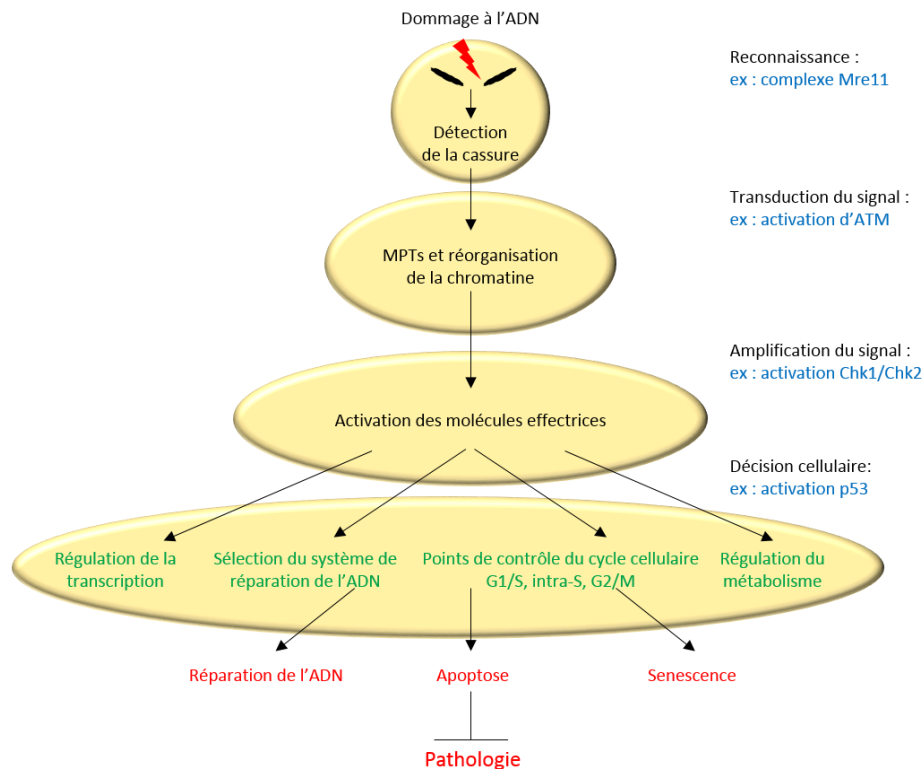 Dommage à l'ADN
Reconnaissance :
ex : complexe Mre11
Détection
de la cassure
Transduction du signal :
ex : activation d'ATM
MPTs et réorganisation
de la chromatine
Amplification du signal :
ex : activation Chk1/Chk2
Activation des molécules effectrices
Décision cellulaire:
ex : activation p53
Régulation de la
transcription
Sélection du système de
réparation de l'ADN
Points de contrôle du cycle cellulaire
G1/S, intra-S, G2/M
Régulation du
métabolisme
Réparation de l'ADN
Apoptose
Senescence
Pathologie